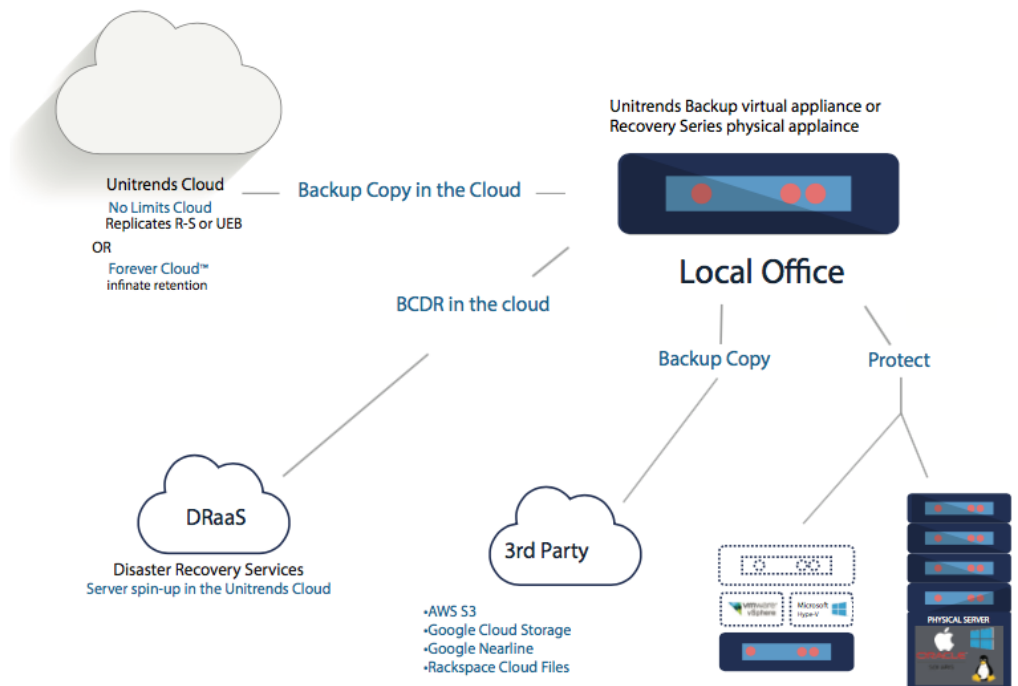 Unitrends Backup virtual appliance or
Recovery Series physical applaince
Unitrends Cloud
No Limits Cloud
Replicates R-S or UEB
OR
Forever Cloud™
infinate retention
Backup Copy in the Cloud
Local Office
BCDR in the cloud
Backup Copy
Protect
DRaaS
Disaster Recovery Services
Server spin-up in the Unitrends Cloud
3rd Party
•AWS S3
•Google Cloud Storage
•Google Nearline
•Rackspace Cloud Files
vmware
vSphere
Microsoft
Hype-V
PHYSICAL SERVER